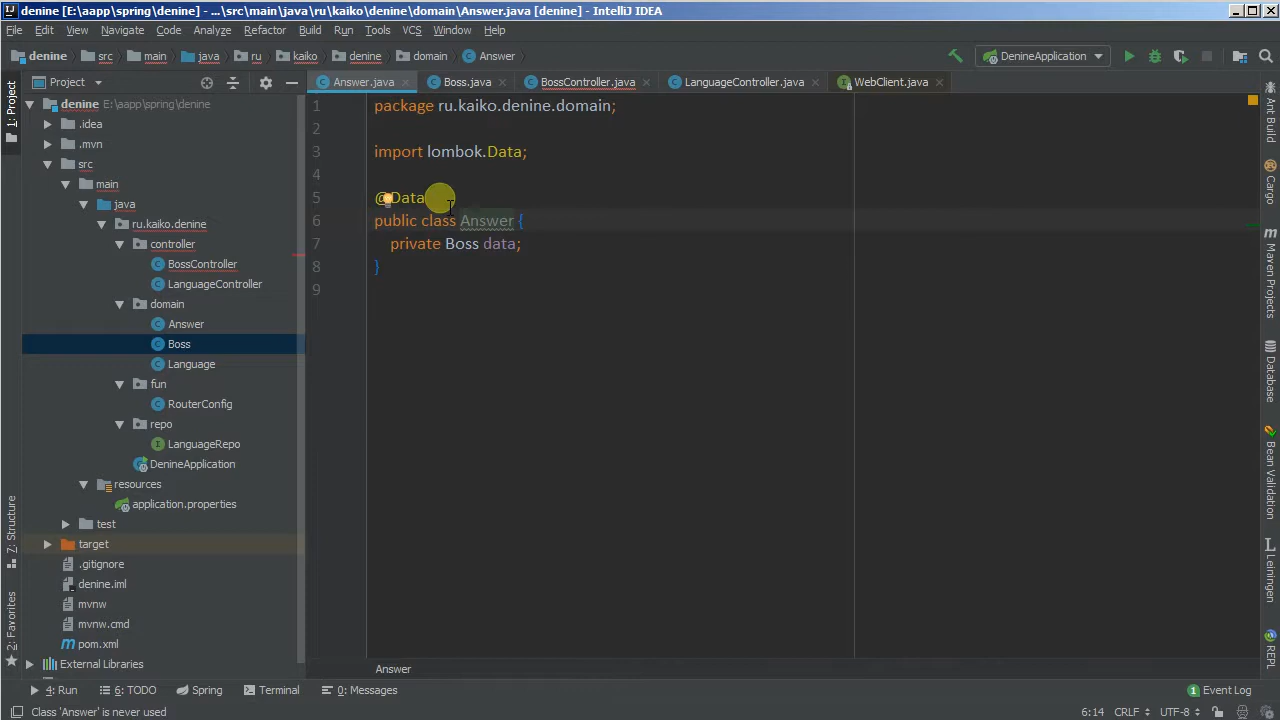 denine [E:\aapp\spring\denine] - ...\src\main\java\ru\kaiko\denine\domain\Answer.java [denine] - IntelliJ IDEA
File Edit View Navigate Code Analyze Refactor Build Run Tools VCS Window Help
denine src main java ru kaiko denine domain Answer DenineApplication
Project Answer.java Boss.java BossController.java LanguageController.java WebClient.java
1: Project
2: Favorites
7: Structure
denine E:\aapp\spring\denine
.idea
.mvn
src
main
java
ru.kaiko.denine
controller
BossController
LanguageController
domain
Answer
Boss
Language
fun
RouterConfig
repo
LanguageRepo
DenineApplication
resources
application.properties
test
target
.gitignore
denine.iml
mvnw
mvnw.cmd
pom.xml
External Libraries
1 package ru.kaiko.denine.domain;
2
3 import lombok.Data;
4
5 @Data
6 public class Answer {
7 private Boss data;
8 }
9
Answer
Ant Build
Cargo
Maven Projects
Database
Bean Validation
Leiningen
REPL
4: Run 6: TODO Spring Terminal 0: Messages 1 Event Log
Class 'Answer' is never used 6:14 CRLF UTF-8